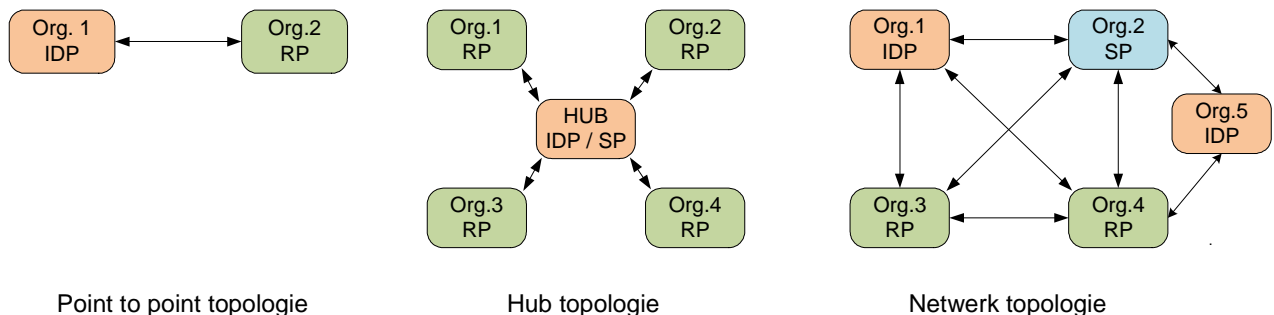 Org. 1
IDP
Org.2
RP
Point to point topologie
Org.1
RP
Org.2
RP
HUB
IDP / SP
Org.3
RP
Org.4
RP
Hub topologie
Org.1
IDP
Org.2
SP
Org.5
IDP
Org.3
RP
Org.4
RP
.
Netwerk topologie